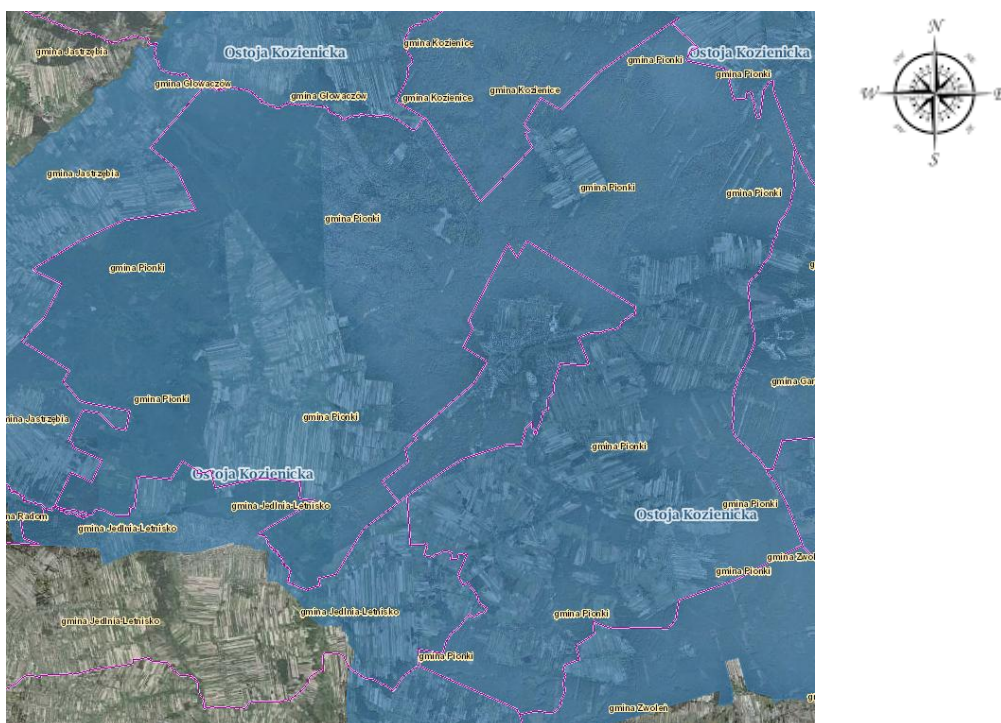 gmina Jastrzębia
Ostoja Kozienicka
gmina Kozienice
Ostoja Kozienicka
gmina Pionki
gmina Pionki
gmina Głowaczów
gmina Głowaczów
gmina Kozienice
gmina Kozienice
gmina Jastrzębia
gmina Pionki
gmina Pionki
gmina Pionki
gmina Pionki
gmina Pionki
gmina Pionki
gmina Pionki
gmina Pionki
Ostoja Kozienicka
gmina Pionki
gmina Jedlnia-Letnisko
gmina Jedlnia-Letnisko
Ostoja Kozienicka
gmina Pionki
gmina Pionki
gmina Jedlnia-Letnisko
gmina Jedlnia-Letnisko
gmina Pionki
gmina Pionki
gmina Zwoleń
N
W
E
S